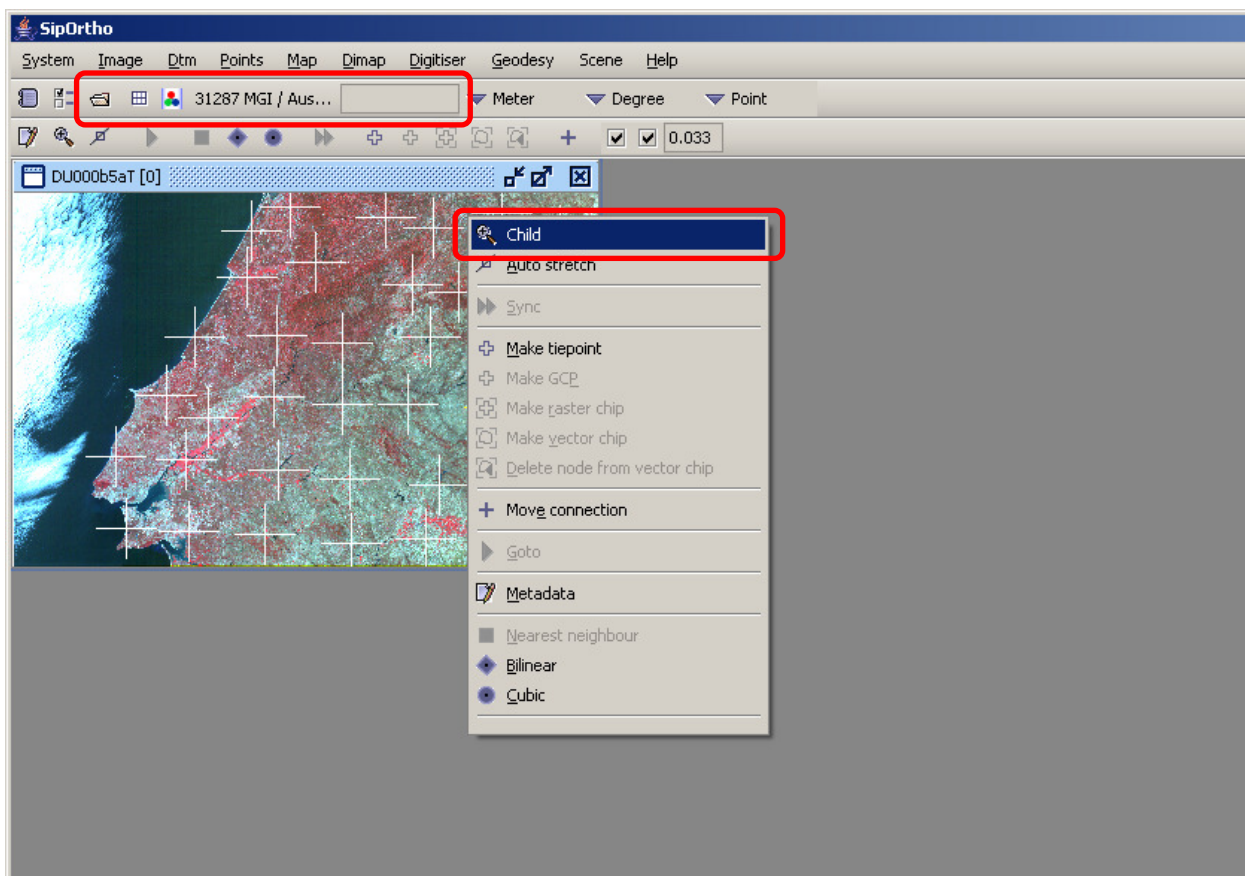 SipOrtho
System Image Dtm Points Map Dimap Digitiser Geodesy Scene Help
31287 MGI / Aus... Meter Degree Point
0.033
DU000b5aT [0]
Child
Auto stretch
Sync
Make tiepoint
Make GCP
Make raster chip
Make vector chip
Delete node from vector chip
Move connection
Goto
Metadata
Nearest neighbour
Bilinear
Cubic